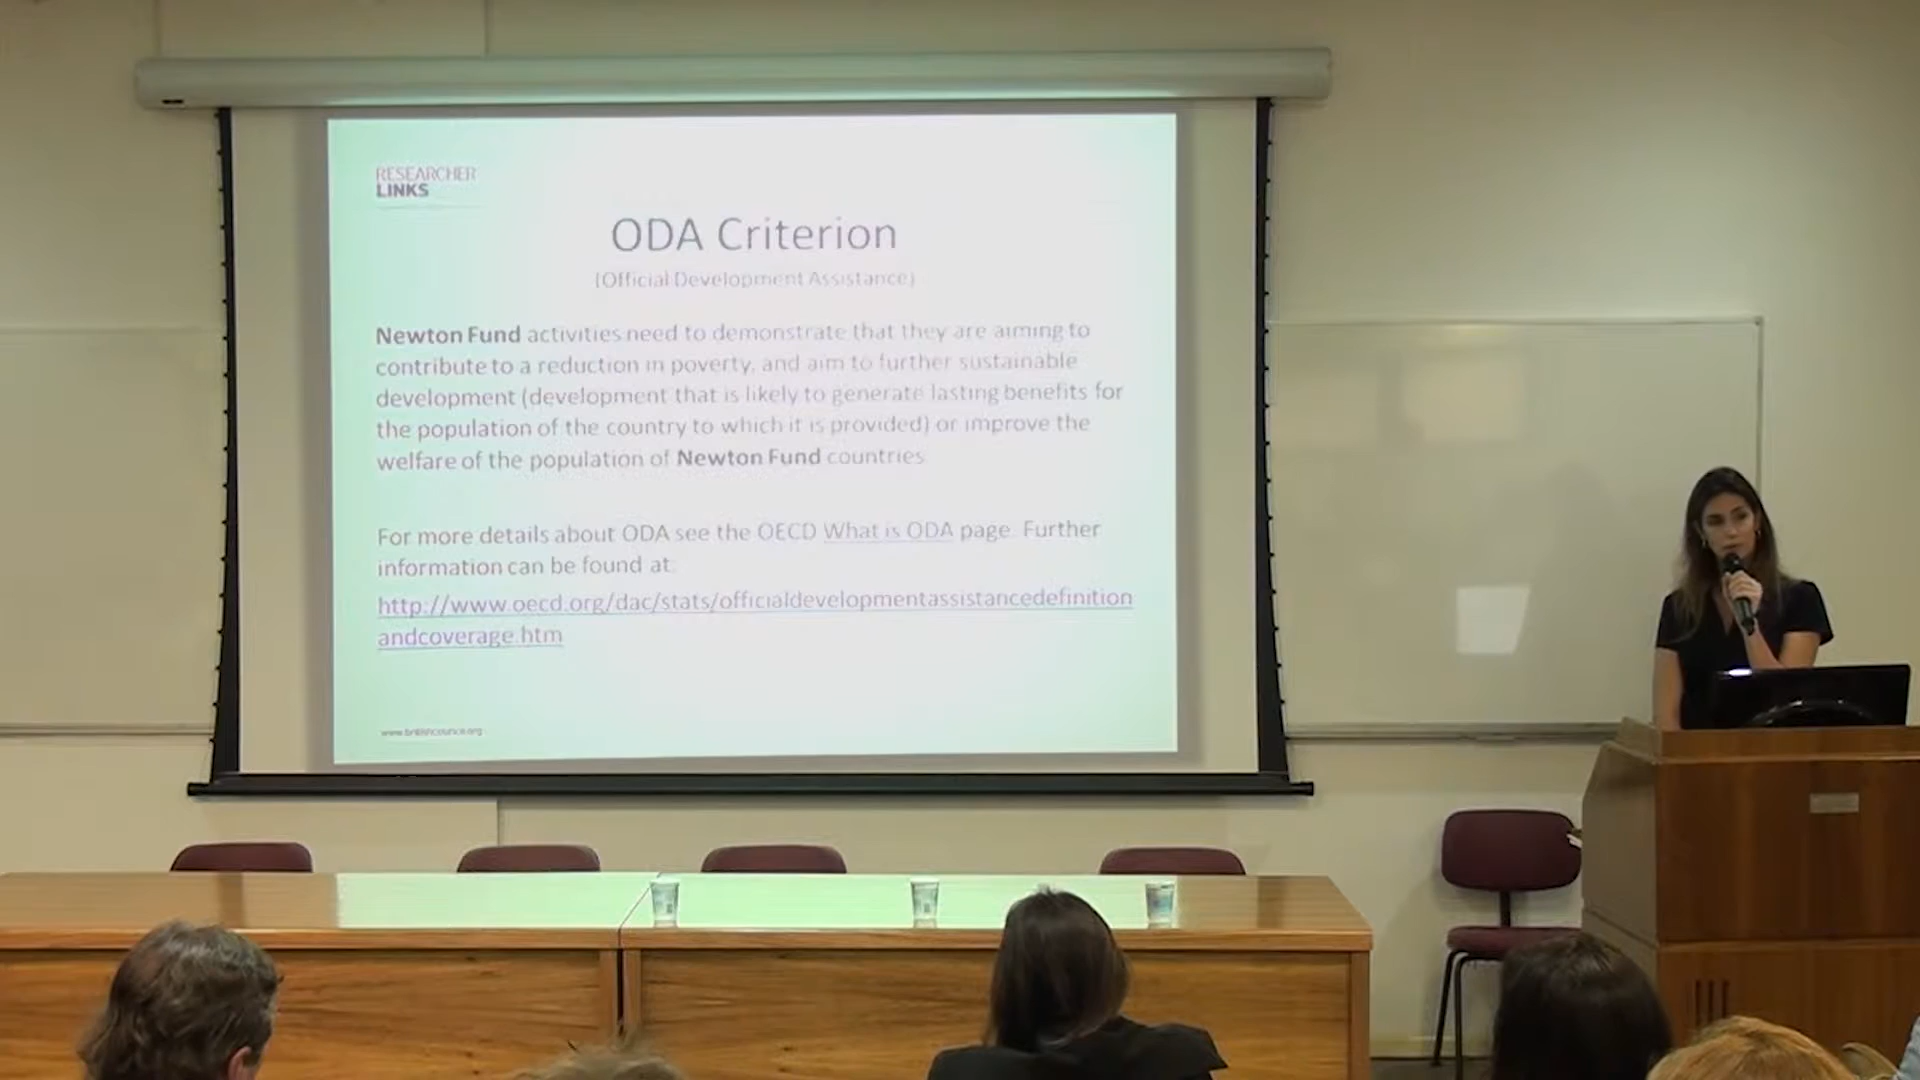 RESEARCHER
LINKS
ODA Criterion
(Official Development Assistance)
Newton Fund activities need to demonstrate that they are aiming to
contribute to a reduction in poverty, and aim to further sustainable
development (development that is likely to generate lasting benefits for
the population of the country to which it is provided) or improve the
welfare of the population of Newton Fund countries
For more details about ODA see the OECD What is ODA page. Further
information can be found at:
http://www.oecd.org/dac/stats/officialdevelopmentassistancedefinition
andcoverage.htm
www.britishcouncil.org